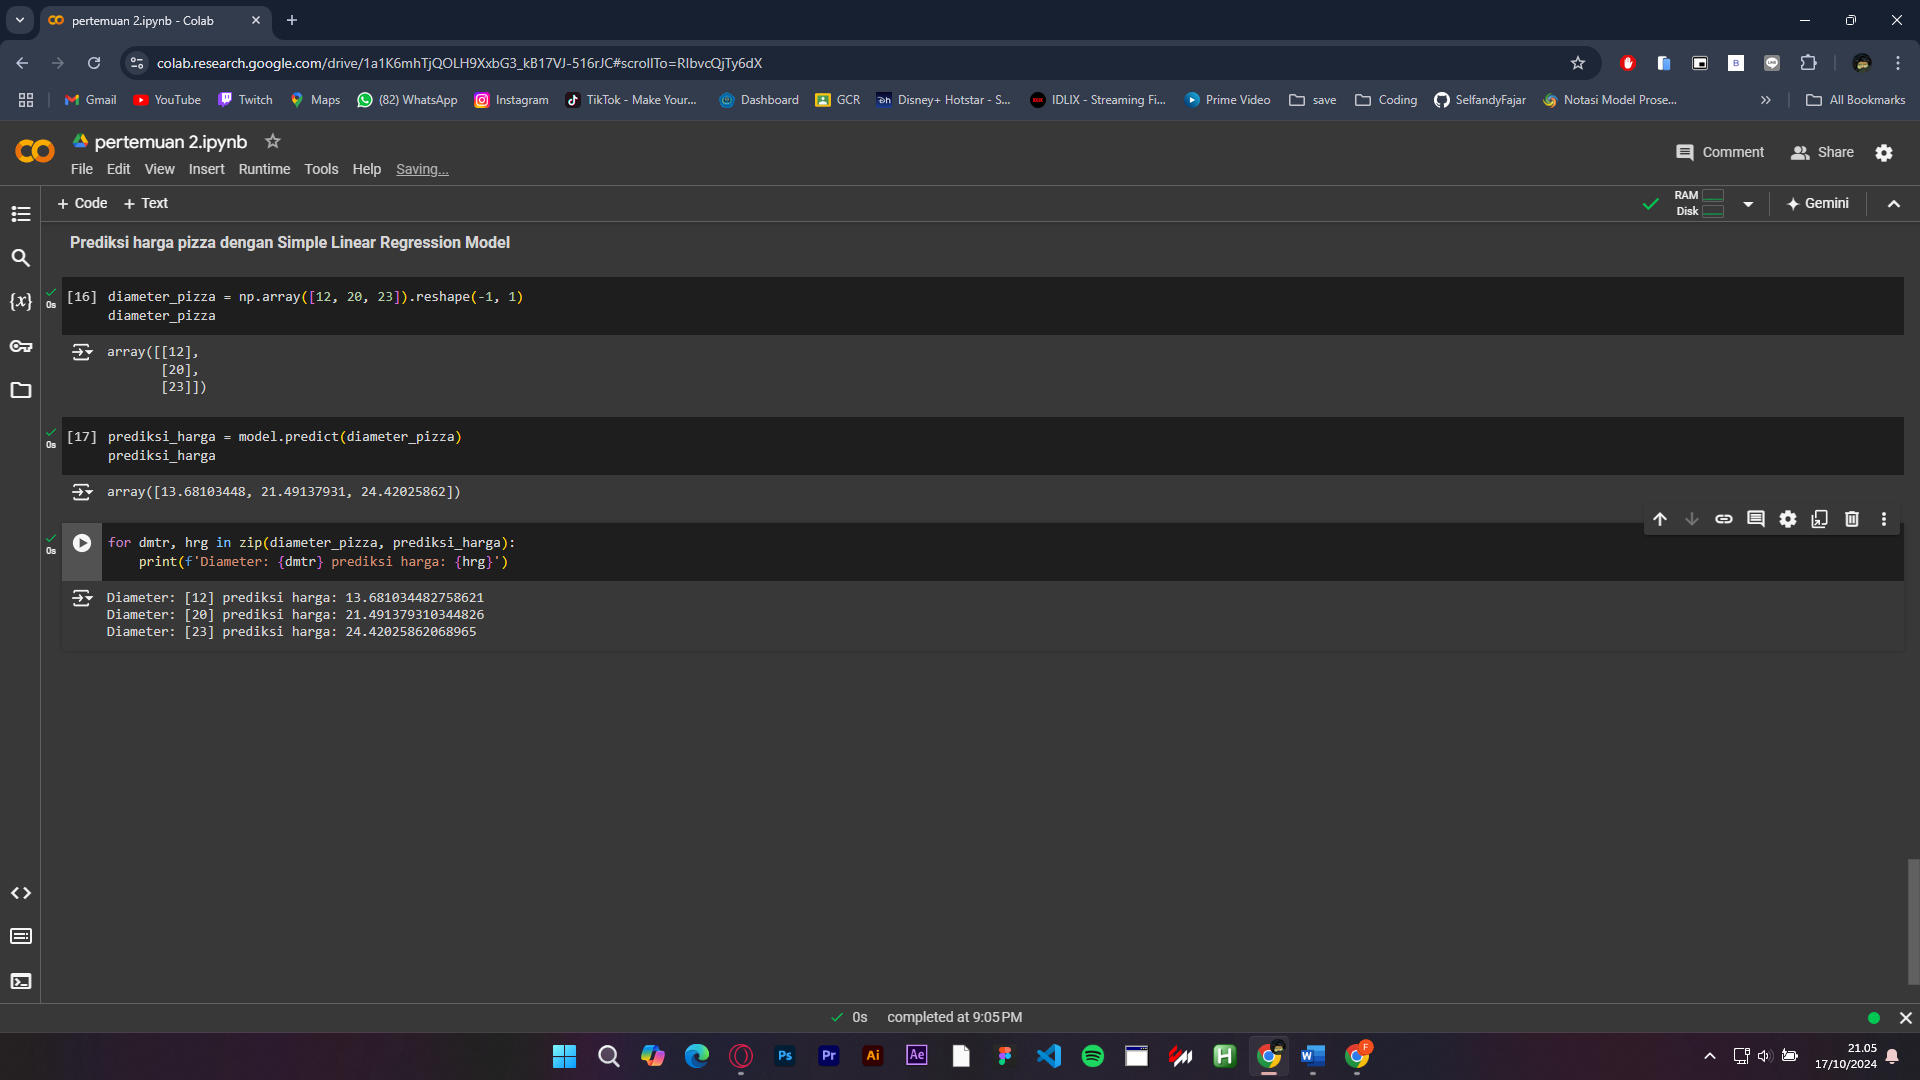 pertemuan 2.ipynb - Colab
colab.research.google.com/drive/1a1K6mhTjQOLH9XxbG3_kB17VJ-516rJC#scrollTo=RIbvcQjTy6dX
Gmail YouTube Twitch Maps (82) WhatsApp Instagram TikTok - Make Your... Dashboard GCR Disney+ Hotstar - S... IDLIX - Streaming Fi... Prime Video save Coding SelfandyFajar Notasi Model Prose... All Bookmarks
pertemuan 2.ipynb
File Edit View Insert Runtime Tools Help Saving...
Comment Share
+ Code + Text
RAM
Disk
Gemini
Prediksi harga pizza dengan Simple Linear Regression Model
0s
[16] diameter_pizza = np.array([12, 20, 23]).reshape(-1, 1)
diameter_pizza
array([[12],
[20],
[23]])
0s
[17] prediksi_harga = model.predict(diameter_pizza)
prediksi_harga
array([13.68103448, 21.49137931, 24.42025862])
0s
for dmtr, hrg in zip(diameter_pizza, prediksi_harga):
print(f'Diameter: {dmtr} prediksi harga: {hrg}')
Diameter: [12] prediksi harga: 13.681034482758621
Diameter: [20] prediksi harga: 21.491379310344826
Diameter: [23] prediksi harga: 24.42025862068965
0s completed at 9:05 PM
Ps Pr Ai Ae
21.05
17/10/2024